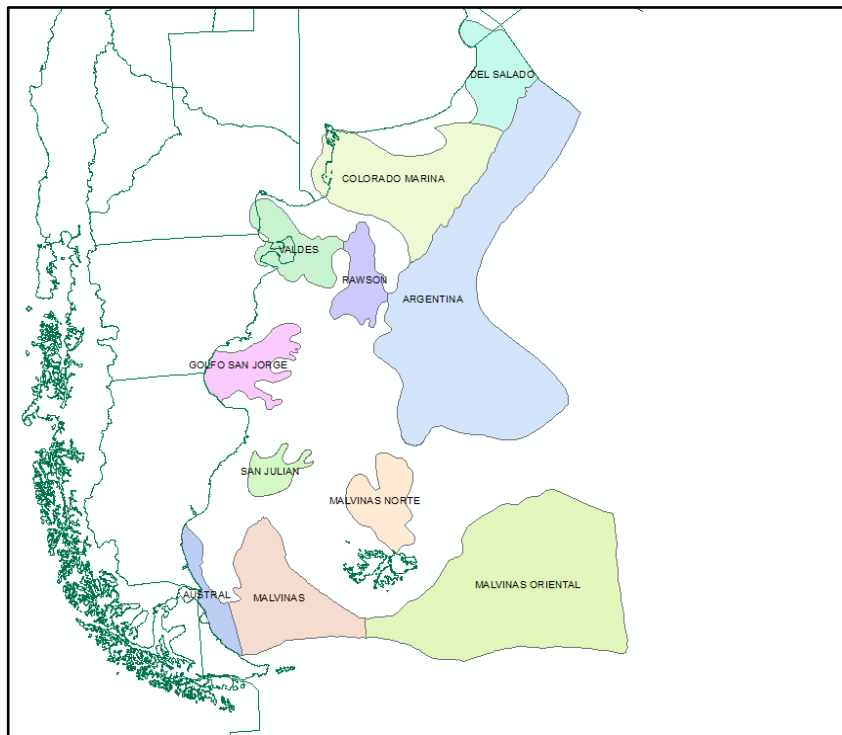 DEL SALADO
COLORADO MARINA
VALDES
RAWSON
ARGENTINA
GOLFO SAN JORGE
SAN JULIAN
MALVINAS NORTE
MALVINAS ORIENTAL
AUSTRAL
MALVINAS